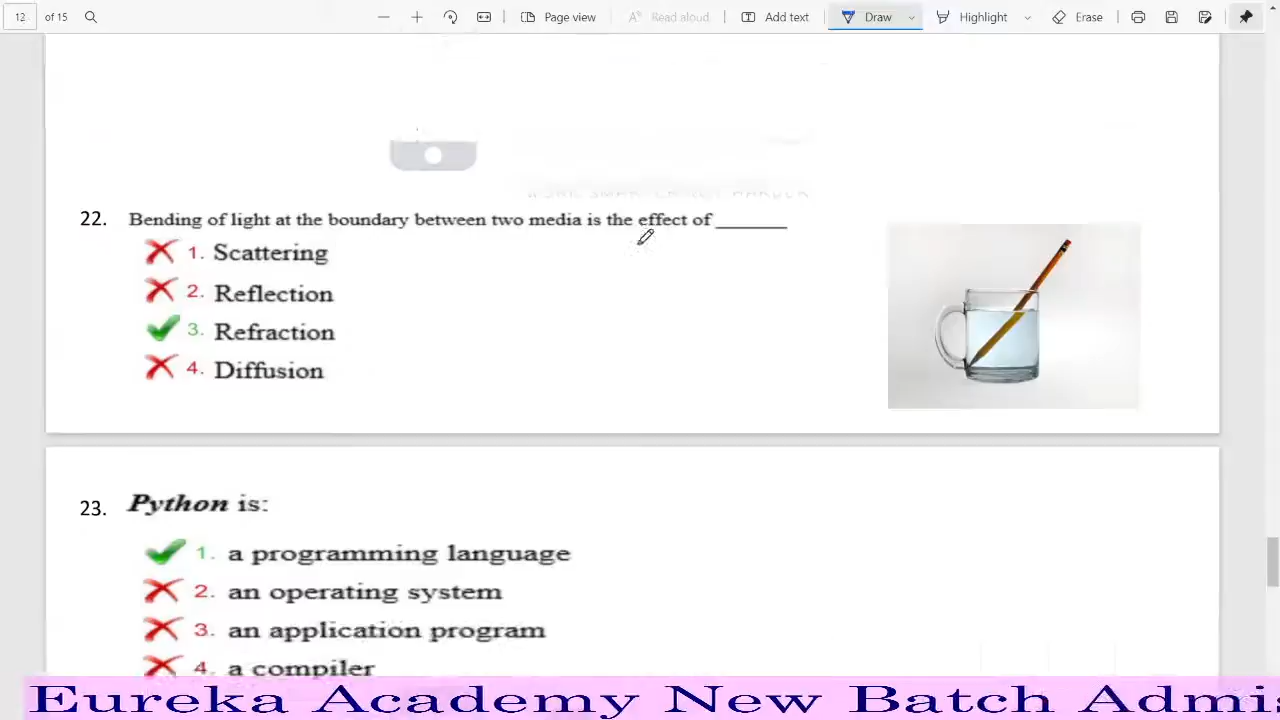 12 of 15 Page view Read aloud Add text Draw Highlight Erase
22. Bending of light at the boundary between two media is the effect of ________
1. Scattering
2. Reflection
3. Refraction
4. Diffusion
23. Python is:
1. a programming language
2. an operating system
3. an application program
4. a compiler
Eureka Academy New Batch Admis